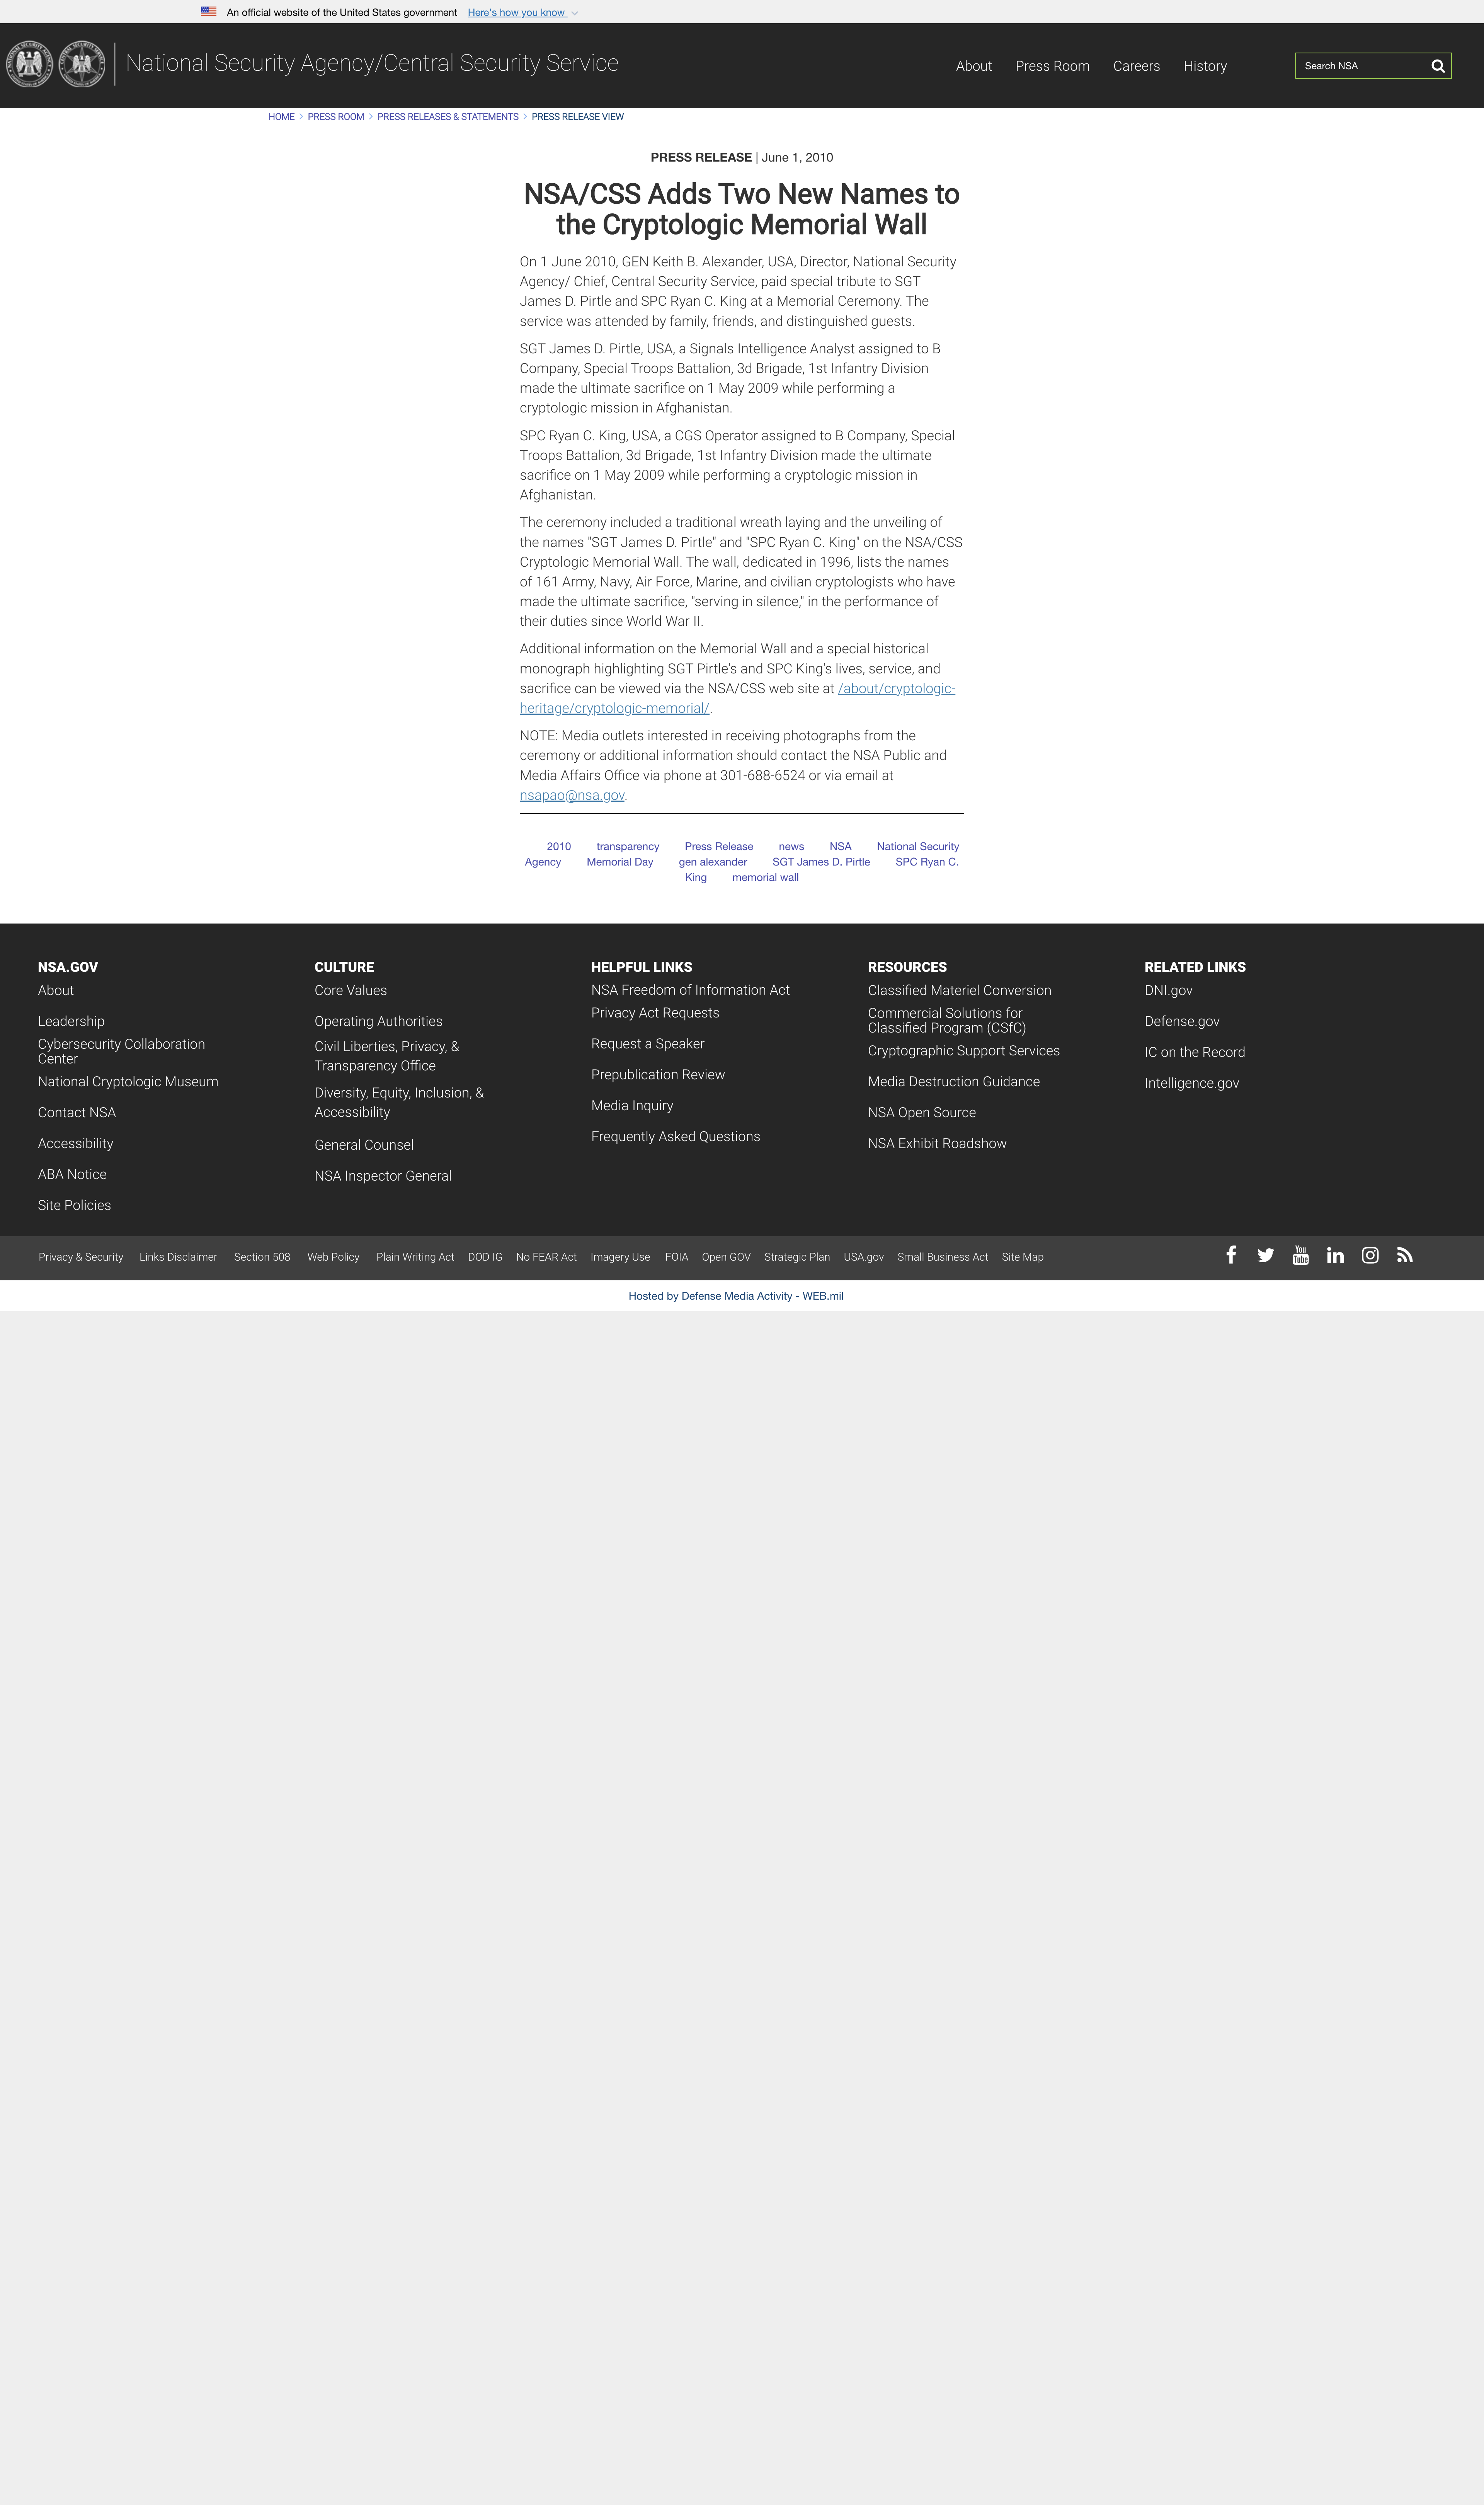 An official website of the United States government Here's how you know
National Security Agency/Central Security Service
About Press Room Careers History
Search NSA
HOME > PRESS ROOM > PRESS RELEASES & STATEMENTS > PRESS RELEASE VIEW
PRESS RELEASE | June 1, 2010
NSA/CSS Adds Two New Names to
the Cryptologic Memorial Wall
On 1 June 2010, GEN Keith B. Alexander, USA, Director, National Security
Agency/ Chief, Central Security Service, paid special tribute to SGT
James D. Pirtle and SPC Ryan C. King at a Memorial Ceremony. The
service was attended by family, friends, and distinguished guests.
SGT James D. Pirtle, USA, a Signals Intelligence Analyst assigned to B
Company, Special Troops Battalion, 3d Brigade, 1st Infantry Division
made the ultimate sacrifice on 1 May 2009 while performing a
cryptologic mission in Afghanistan.
SPC Ryan C. King, USA, a CGS Operator assigned to B Company, Special
Troops Battalion, 3d Brigade, 1st Infantry Division made the ultimate
sacrifice on 1 May 2009 while performing a cryptologic mission in
Afghanistan.
The ceremony included a traditional wreath laying and the unveiling of
the names "SGT James D. Pirtle" and "SPC Ryan C. King" on the NSA/CSS
Cryptologic Memorial Wall. The wall, dedicated in 1996, lists the names
of 161 Army, Navy, Air Force, Marine, and civilian cryptologists who have
made the ultimate sacrifice, "serving in silence," in the performance of
their duties since World War II.
Additional information on the Memorial Wall and a special historical
monograph highlighting SGT Pirtle's and SPC King's lives, service, and
sacrifice can be viewed via the NSA/CSS web site at /about/cryptologic-
heritage/cryptologic-memorial/.
NOTE: Media outlets interested in receiving photographs from the
ceremony or additional information should contact the NSA Public and
Media Affairs Office via phone at 301-688-6524 or via email at
nsapao@nsa.gov.
2010 transparency Press Release news NSA National Security
Agency Memorial Day gen alexander SGT James D. Pirtle SPC Ryan C.
King memorial wall
NSA.GOV
About
Leadership
Cybersecurity Collaboration
Center
National Cryptologic Museum
Contact NSA
Accessibility
ABA Notice
Site Policies
CULTURE
Core Values
Operating Authorities
Civil Liberties, Privacy, &
Transparency Office
Diversity, Equity, Inclusion, &
Accessibility
General Counsel
NSA Inspector General
HELPFUL LINKS
NSA Freedom of Information Act
Privacy Act Requests
Request a Speaker
Prepublication Review
Media Inquiry
Frequently Asked Questions
RESOURCES
Classified Materiel Conversion
Commercial Solutions for
Classified Program (CSfC)
Cryptographic Support Services
Media Destruction Guidance
NSA Open Source
NSA Exhibit Roadshow
RELATED LINKS
DNI.gov
Defense.gov
IC on the Record
Intelligence.gov
Privacy & Security Links Disclaimer Section 508 Web Policy Plain Writing Act DOD IG No FEAR Act Imagery Use FOIA Open GOV Strategic Plan USA.gov Small Business Act Site Map
You
Tube
Hosted by Defense Media Activity - WEB.mil